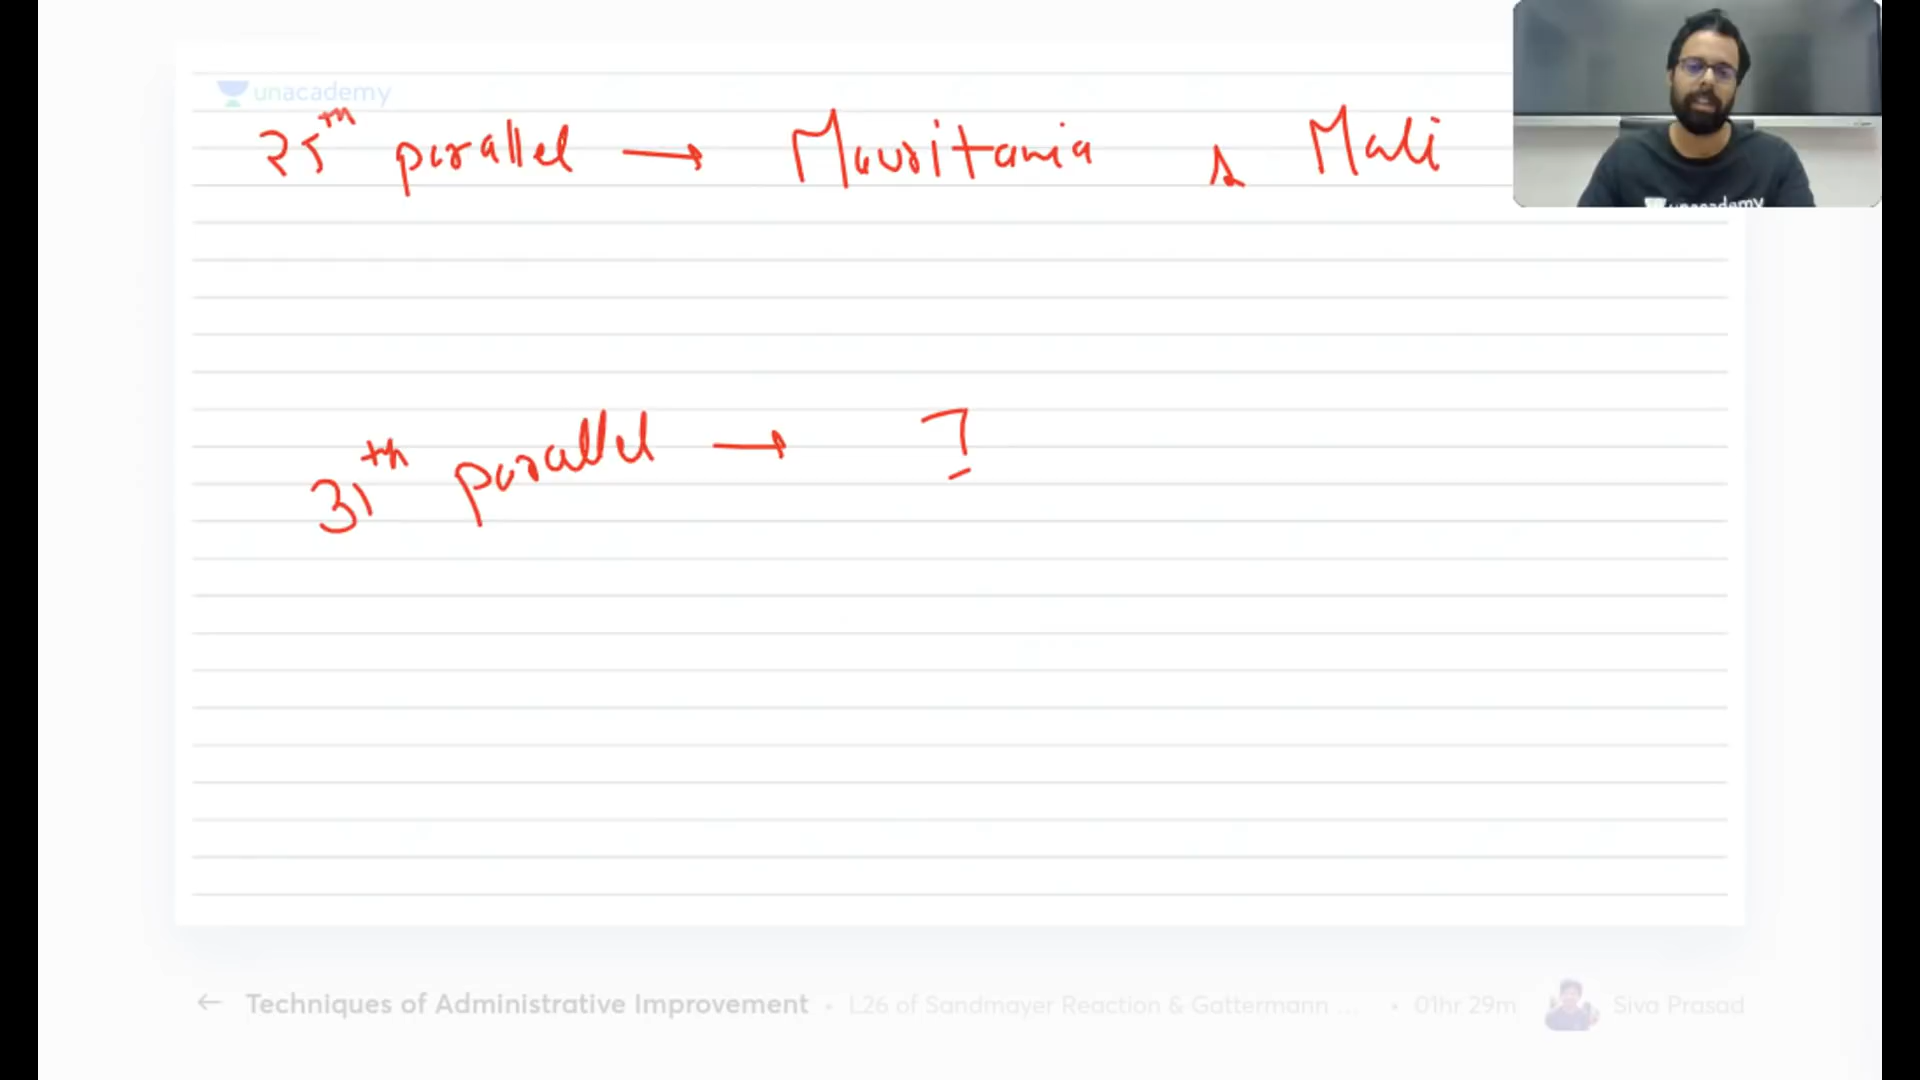 unacademy
25th parallel → Mauritania & Mali
unacademy
31th parallel → ?
← Techniques of Administrative Improvement • L26 of Sandmayer Reaction & Gattermann ... • 01hr 29m Siva Prasad